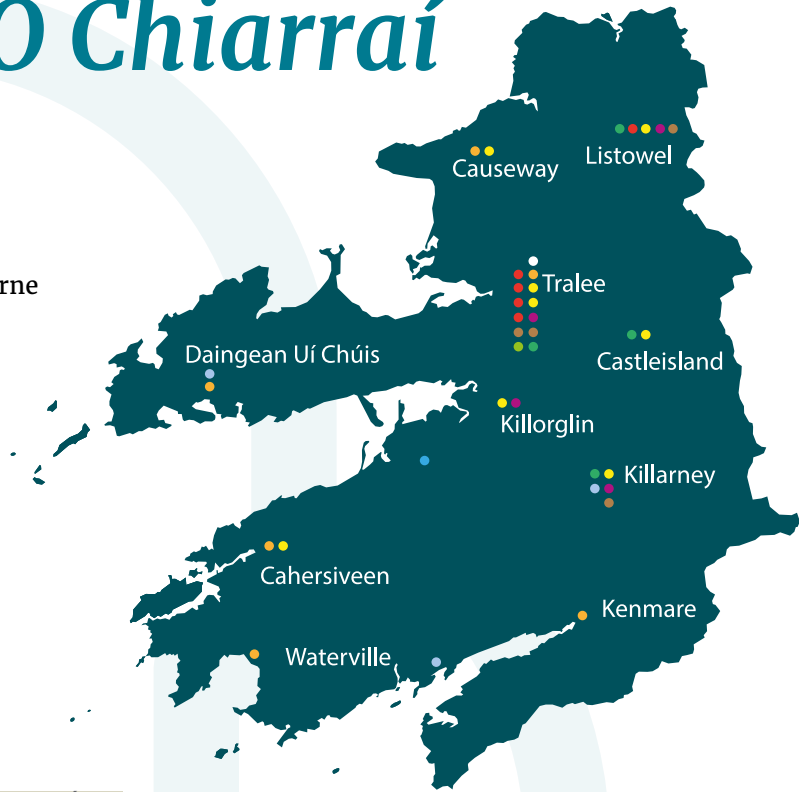 O Chiarraí
Listowel
Causeway
rne
Tralee
Daingean Uí Chúis
Castleisland
Killorglin
Killarney
Cahersiveen
Kenmare
Waterville